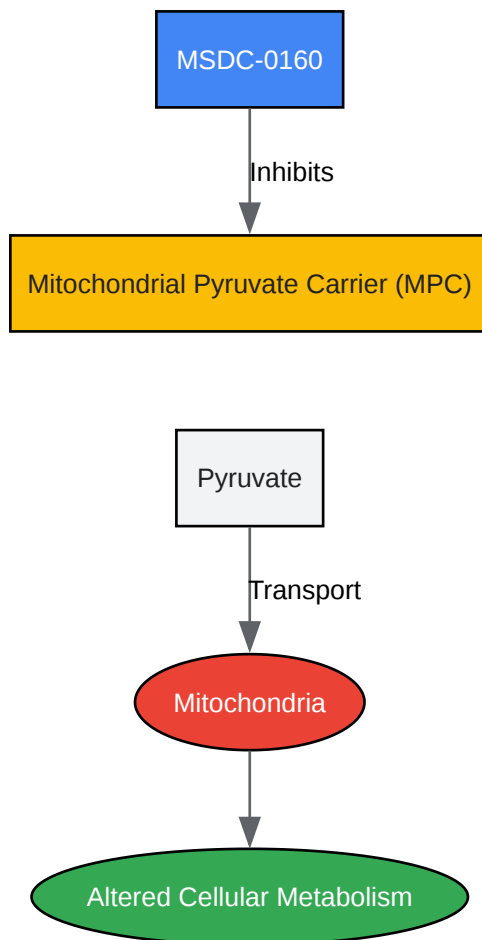 MSDC-0160
Inhibits
Mitochondrial Pyruvate Carrier (MPC)
Pyruvate
Transport
Mitochondria
Altered Cellular Metabolism